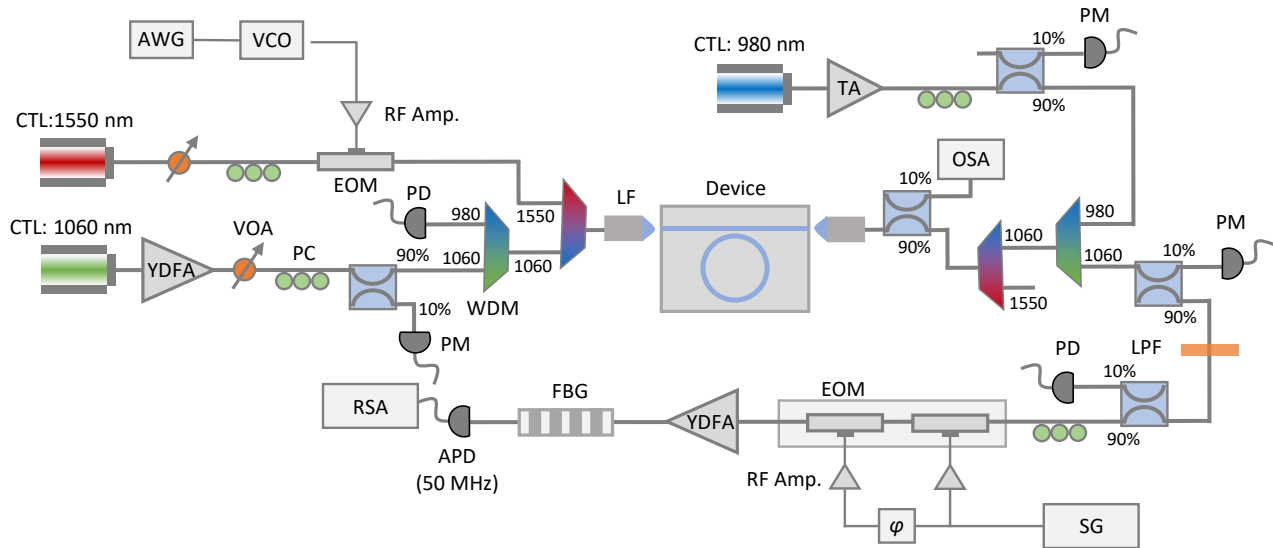 AWG
VCO
RF Amp.
CTL:1550 nm
EOM
PD
980
1550
LF
Device
CTL: 1060 nm
YDFA
VOA
PC
90%
1060
1060
WDM
10%
PM
CTL: 980 nm
TA
10%
PM
90%
OSA
10%
90%
980
1060
1060
1550
10%
PM
90%
LPF
PD
10%
90%
EOM
YDFA
FBG
RSA
APD
(50 MHz)
RF Amp.
φ
SG